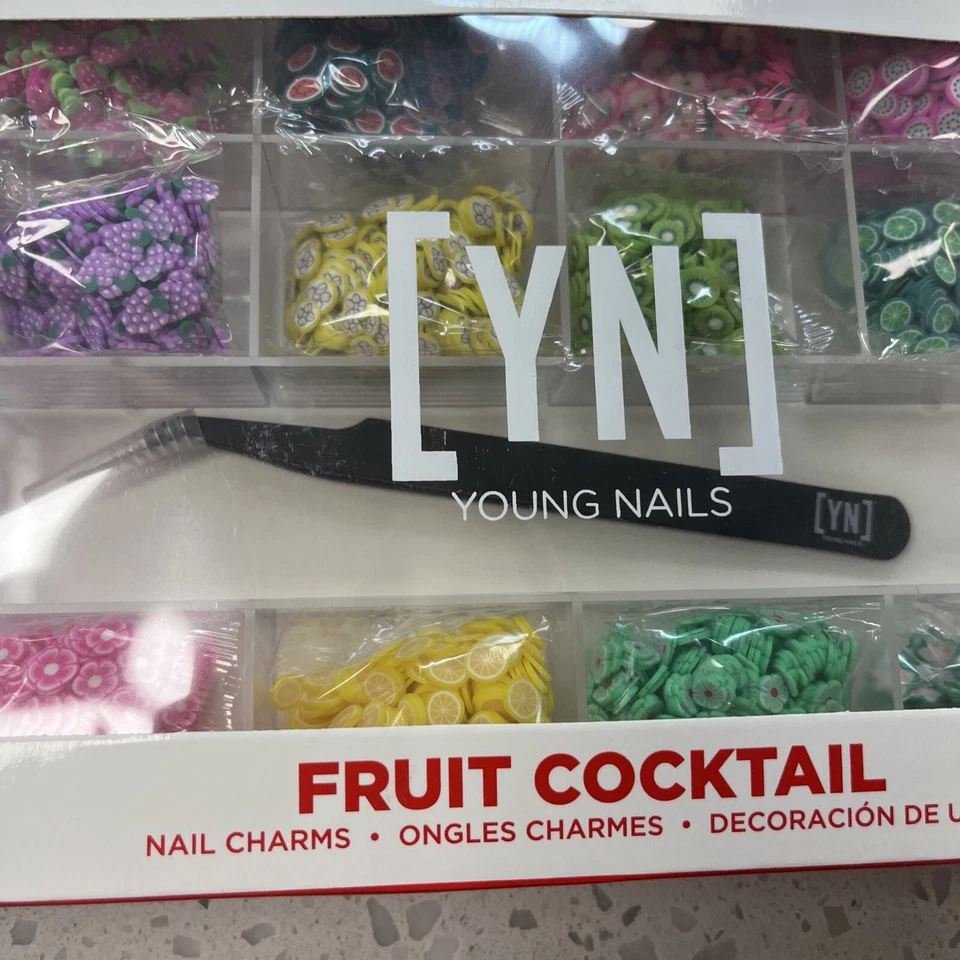 [YN]
YOUNG NAILS
[YN]
YOUNG NAILS
FRUIT COCKTAIL
NAIL CHARMS • ONGLES CHARMES • DECORACIÓN DE U